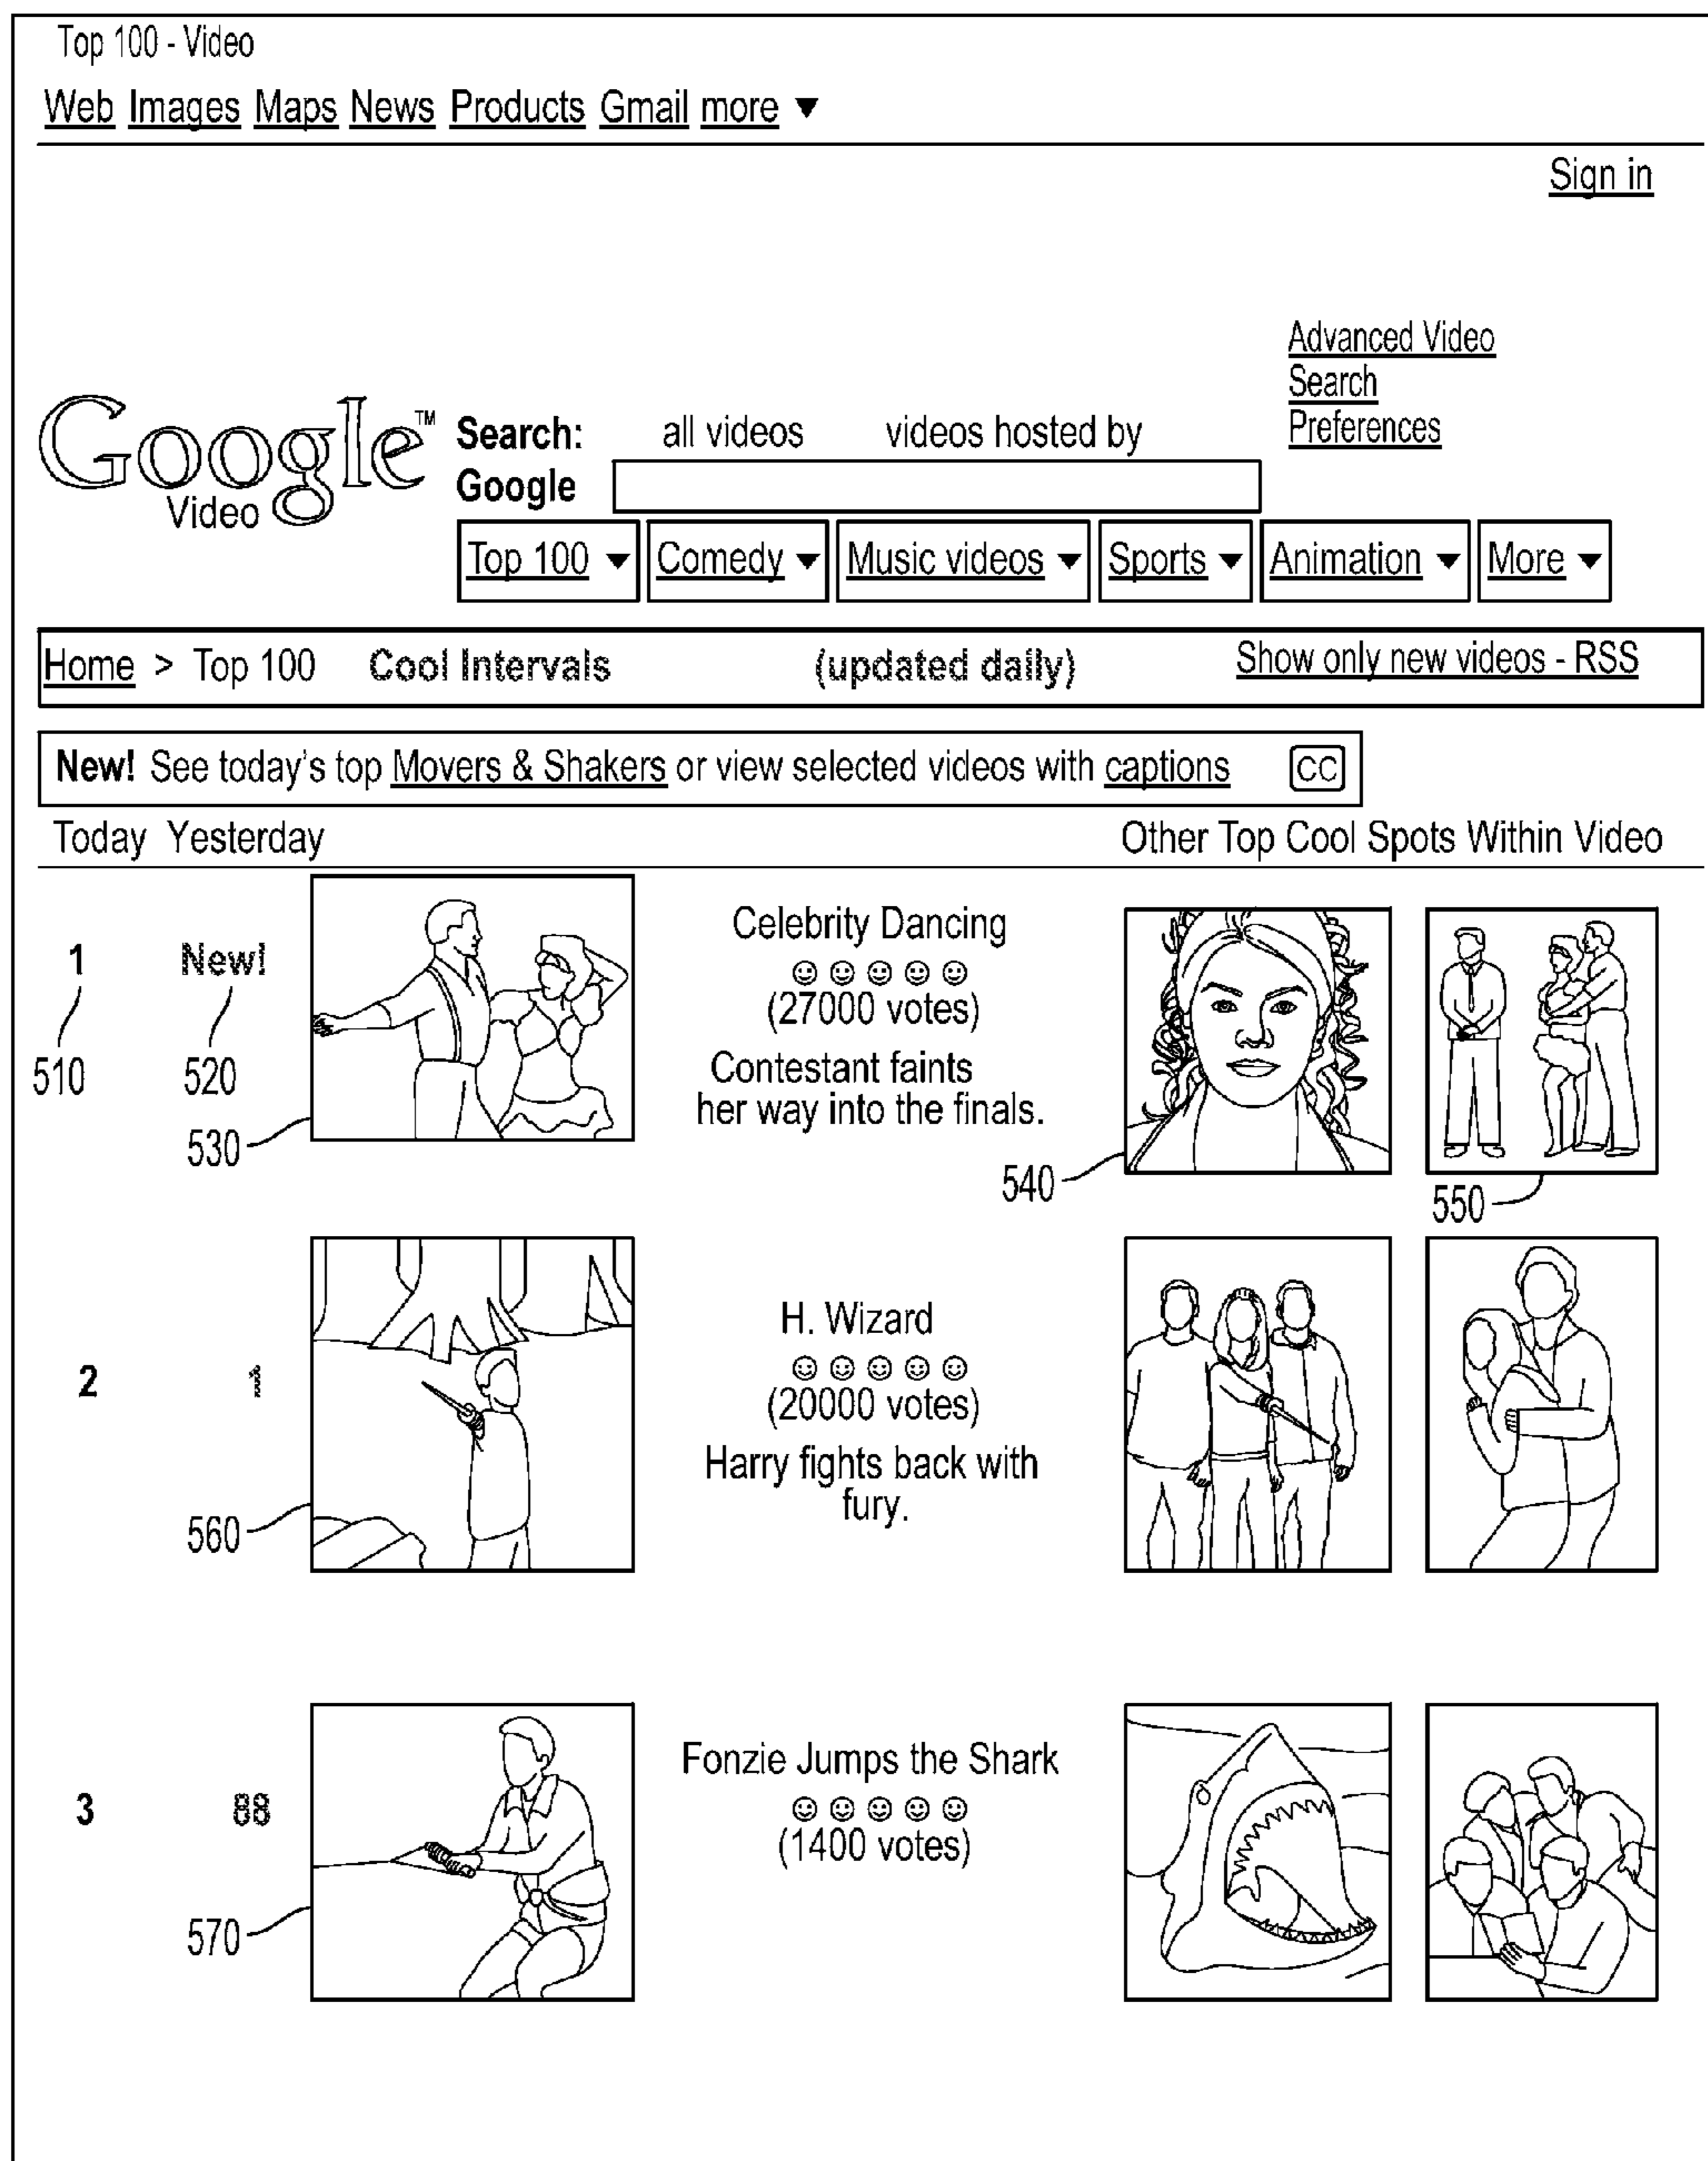 Top 100 - Video
Web Images Maps News Products Gmail more ▼
Sign in
Advanced Video
Search
Preferences
Google™
Video
Search: all videos videos hosted by
Google
Top 100 ▼ Comedy ▼ Music videos ▼ Sports ▼ Animation ▼ More ▼
Home > Top 100 Cool Intervals (updated daily) Show only new videos - RSS
New! See today's top Movers & Shakers or view selected videos with captions CC
Today Yesterday Other Top Cool Spots Within Video
1 New!
510 520
530
Celebrity Dancing
☺ ☺ ☺ ☺ ☺
(27000 votes)
Contestant faints
her way into the finals.
540
550
2 1
560
H. Wizard
☺ ☺ ☺ ☺ ☺
(20000 votes)
Harry fights back with
fury.
3 88
570
Fonzie Jumps the Shark
☺ ☺ ☺ ☺ ☺
(1400 votes)